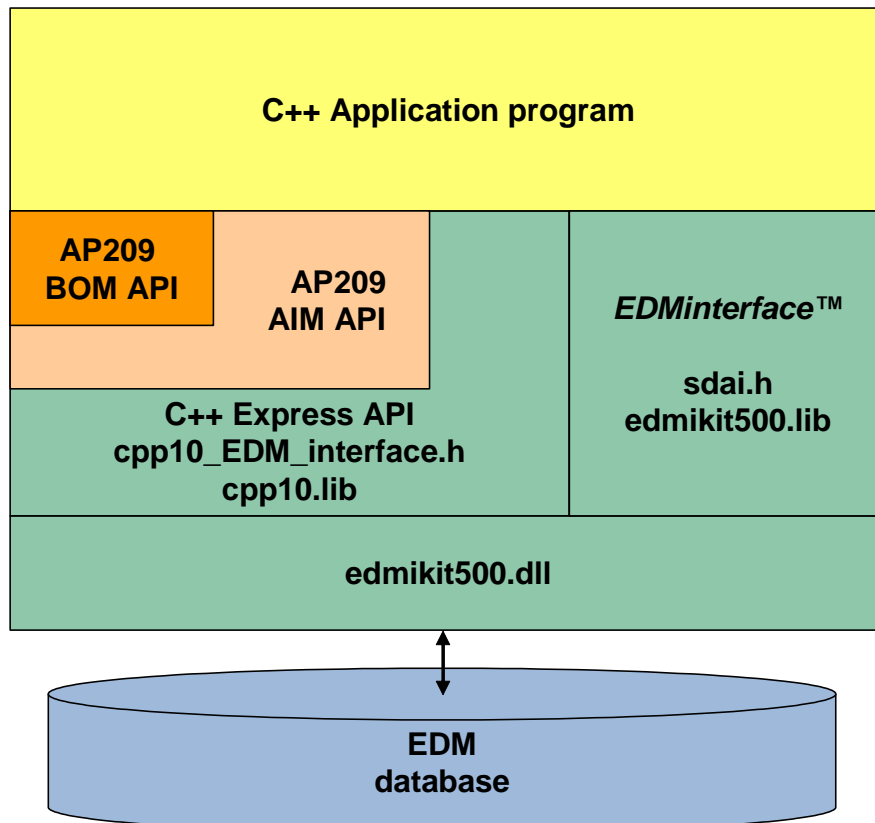 C++ Application program
AP209
BOM API
AP209
AIM API
EDMinterface™
sdai.h
edmikit500.lib
C++ Express API
cpp10_EDM_interface.h
cpp10.lib
edmikit500.dll
EDM
database